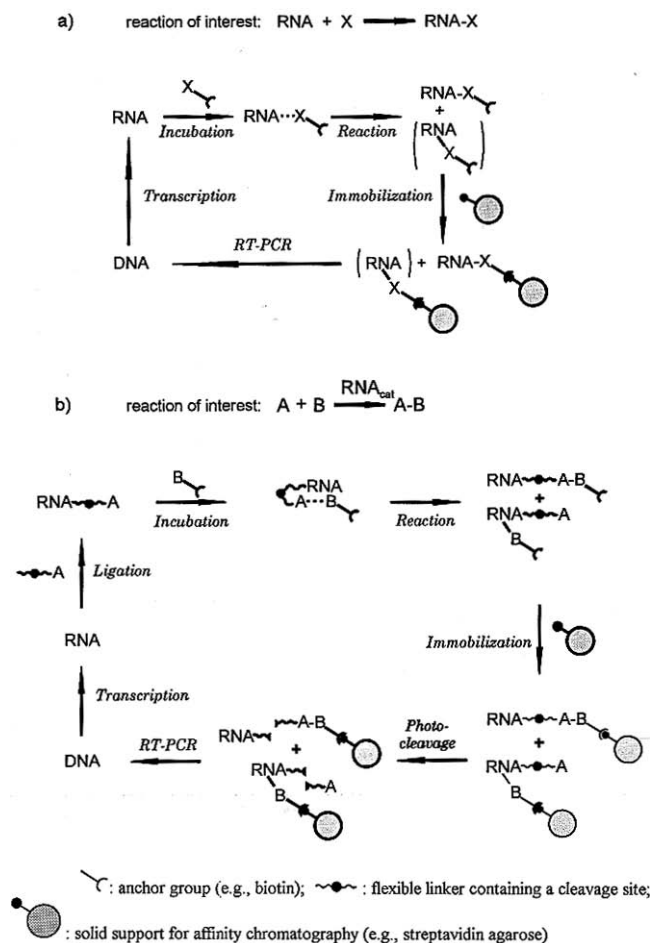 a) reaction of interest: RNA + X → RNA-X
X
RNA
Incubation
RNA···X
Reaction
RNA-X
+
(RNA
X)
Transcription
Immobilization
RT-PCR
DNA
(RNA
X) + RNA-X
b) reaction of interest: A + B RNAcat → A-B
RNA A
B
Incubation
RNA
A···B
Reaction
RNA A-B
+
RNA A
B
A
Ligation
RNA
Immobilization
Transcription
DNA
RT-PCR
RNA A-B
+
RNA A
B
Photo-
cleavage
RNA A-B
+
RNA A
B
: anchor group (e.g., biotin); : flexible linker containing a cleavage site;
: solid support for affinity chromatography (e.g., streptavidin agarose)